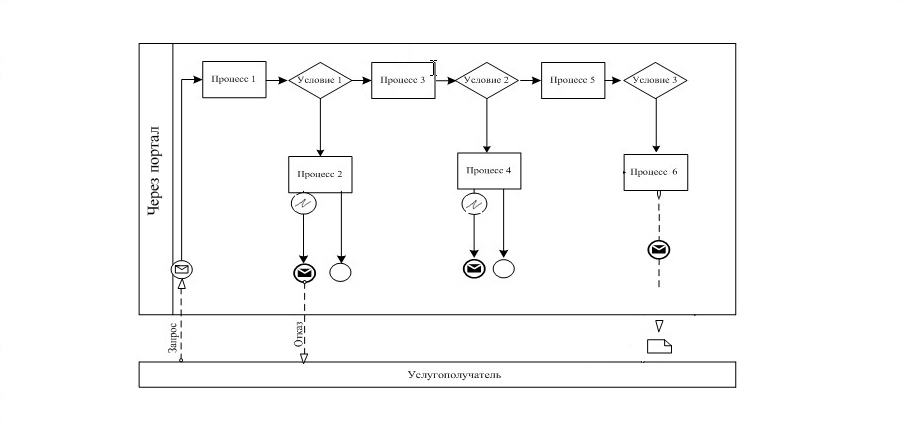 Процесс 1
Условие 1
Процесс 3
Условие 2
Процесс 5
Условие 3
Через портал
Процесс 2
Процесс 4
Процесс 6
Запрос
Отказ
Услугополучатель